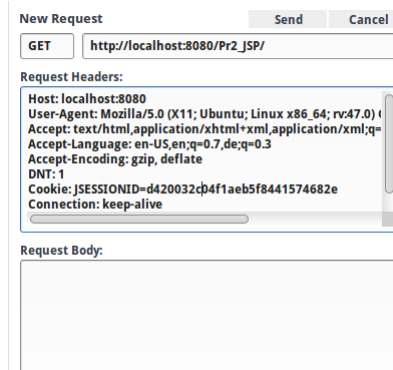 New Request Send Cancel
GET http://localhost:8080/Pr2_JSP/
Request Headers:
Host: localhost:8080
User-Agent: Mozilla/5.0 (X11; Ubuntu; Linux x86_64; rv:47.0)
Accept: text/html,application/xhtml+xml,application/xml;q=
Accept-Language: en-US,en;q=0.7,de;q=0.3
Accept-Encoding: gzip, deflate
DNT: 1
Cookie: JSESSIONID=d420032c04f1aeb5f8441574682e
Connection: keep-alive
Request Body: